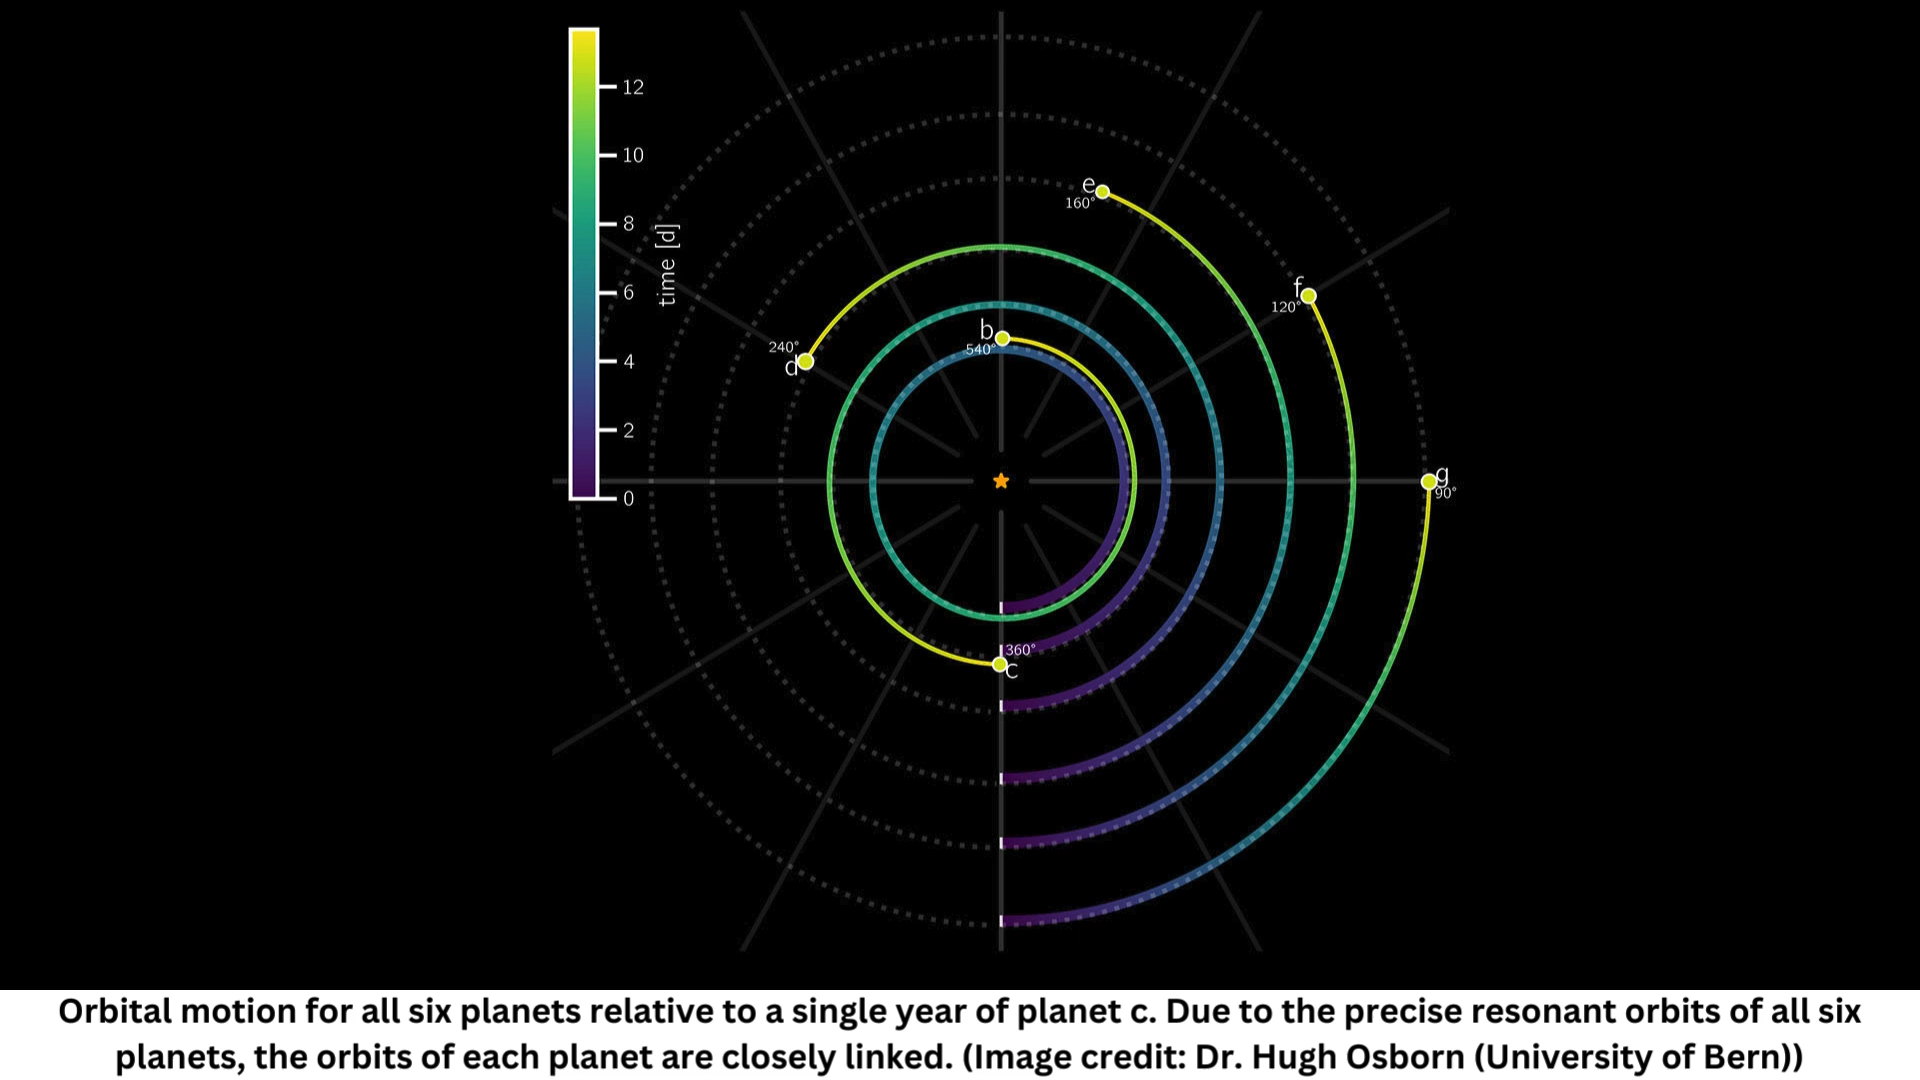 12
10
8
6
4
2
0
time [d]
e
160°
f
120°
b
540°
240°
d
g
90°
360°
c
Orbital motion for all six planets relative to a single year of planet c. Due to the precise resonant orbits of all six
planets, the orbits of each planet are closely linked. (Image credit: Dr. Hugh Osborn (University of Bern))